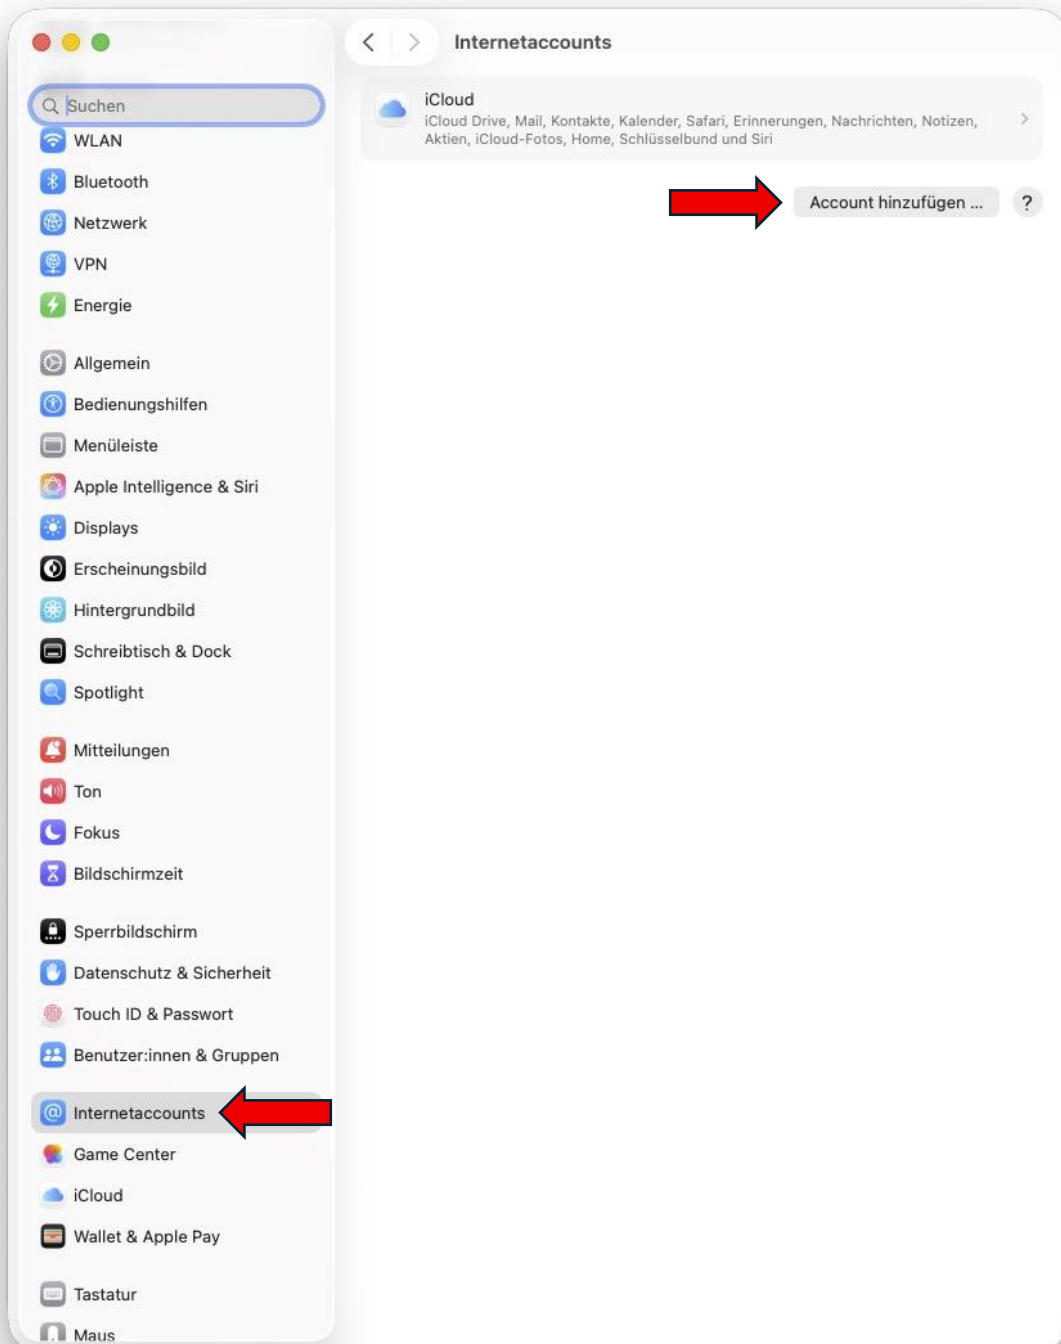 Internetaccounts
Suchen
WLAN
Bluetooth
Netzwerk
VPN
Energie
Allgemein
Bedienungshilfen
Menüleiste
Apple Intelligence & Siri
Displays
Erscheinungsbild
Hintergrundbild
Schreibtisch & Dock
Spotlight
Mitteilungen
Ton
Fokus
Bildschirmzeit
Sperrbildschirm
Datenschutz & Sicherheit
Touch ID & Passwort
Benutzer:innen & Gruppen
Internetaccounts
Game Center
iCloud
Wallet & Apple Pay
Tastatur
Maus
iCloud
iCloud Drive, Mail, Kontakte, Kalender, Safari, Erinnerungen, Nachrichten, Notizen,
Aktien, iCloud-Fotos, Home, Schlüsselbund und Siri
Account hinzufügen ... ?